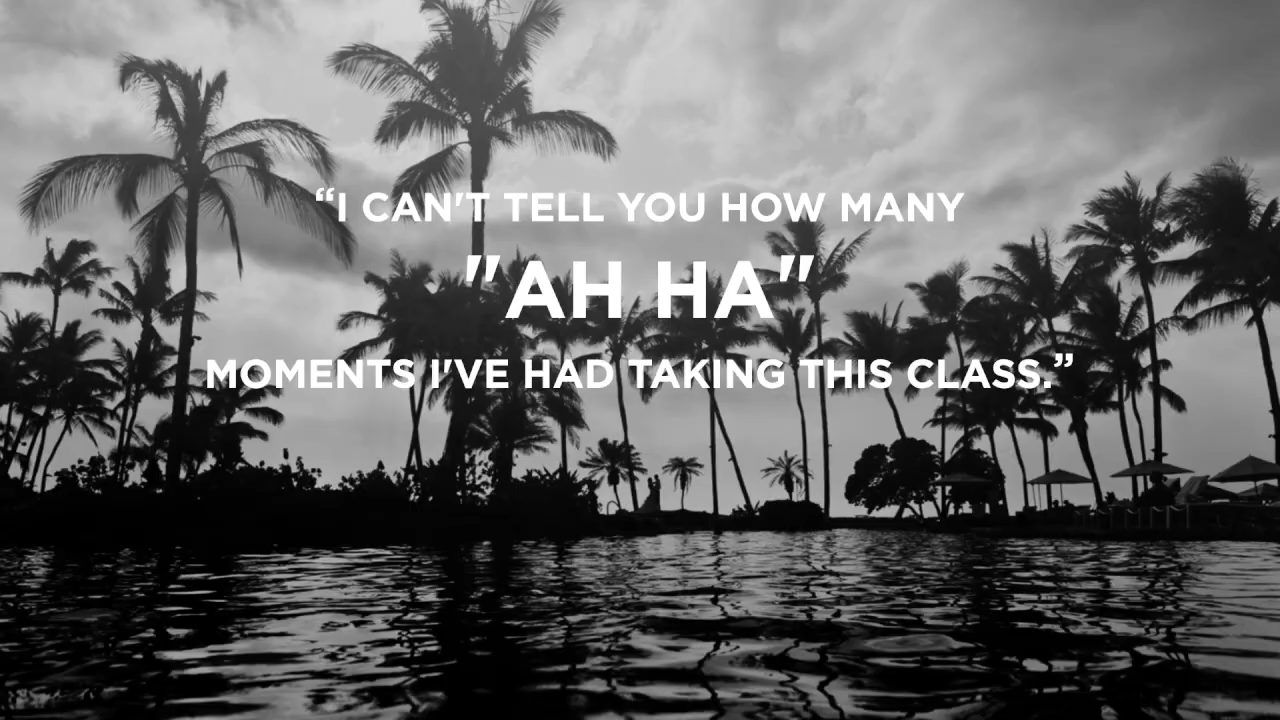 “I CAN'T TELL YOU HOW MANY
"AH HA"
MOMENTS I'VE HAD TAKING THIS CLASS.”